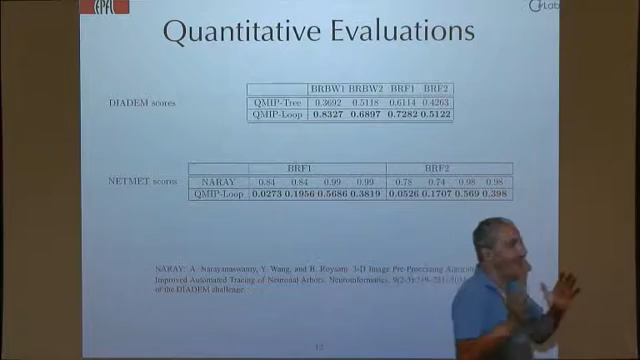 EPFL
Lab
Quantitative Evaluations
DIADEM scores
BRBW1 BRBW2 BRF1 BRF2
QMIP-Tree 0.3692 0.5118 0.6114 0.4263
QMIP-Loop 0.8327 0.6897 0.7282 0.5122
NETMET scores
BRF1 BRF2
NARAY 0.84 0.84 0.99 0.99 0.78 0.74 0.98 0.98
QMIP-Loop 0.0273 0.1956 0.5686 0.3819 0.0526 0.1707 0.569 0.398
NARAY: A. Narayanaswamy, Y. Wang, and B. Roysam. 3-D Image Pre-Processing
Improved Automated Tracing of Neuronal Arbors. Neuroinformatics,
of the DIADEM challenge.